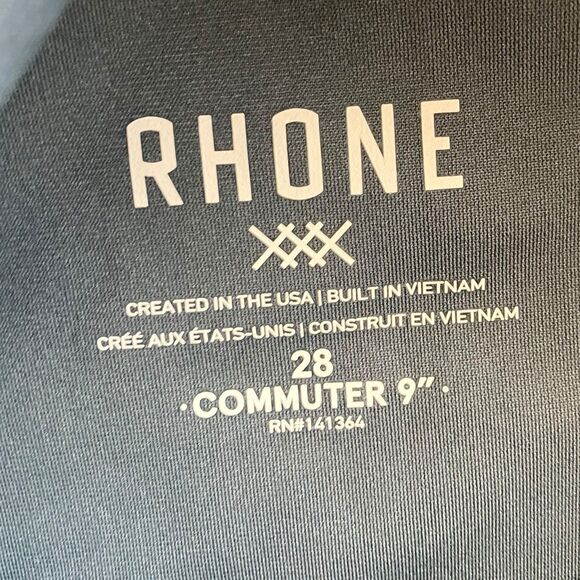 RHONE
CREATED IN THE USA | BUILT IN VIETNAM
CRÉÉ AUX ÉTATS-UNIS | CONSTRUIT EN VIETNAM
28
· COMMUTER 9” ·
RN#141364